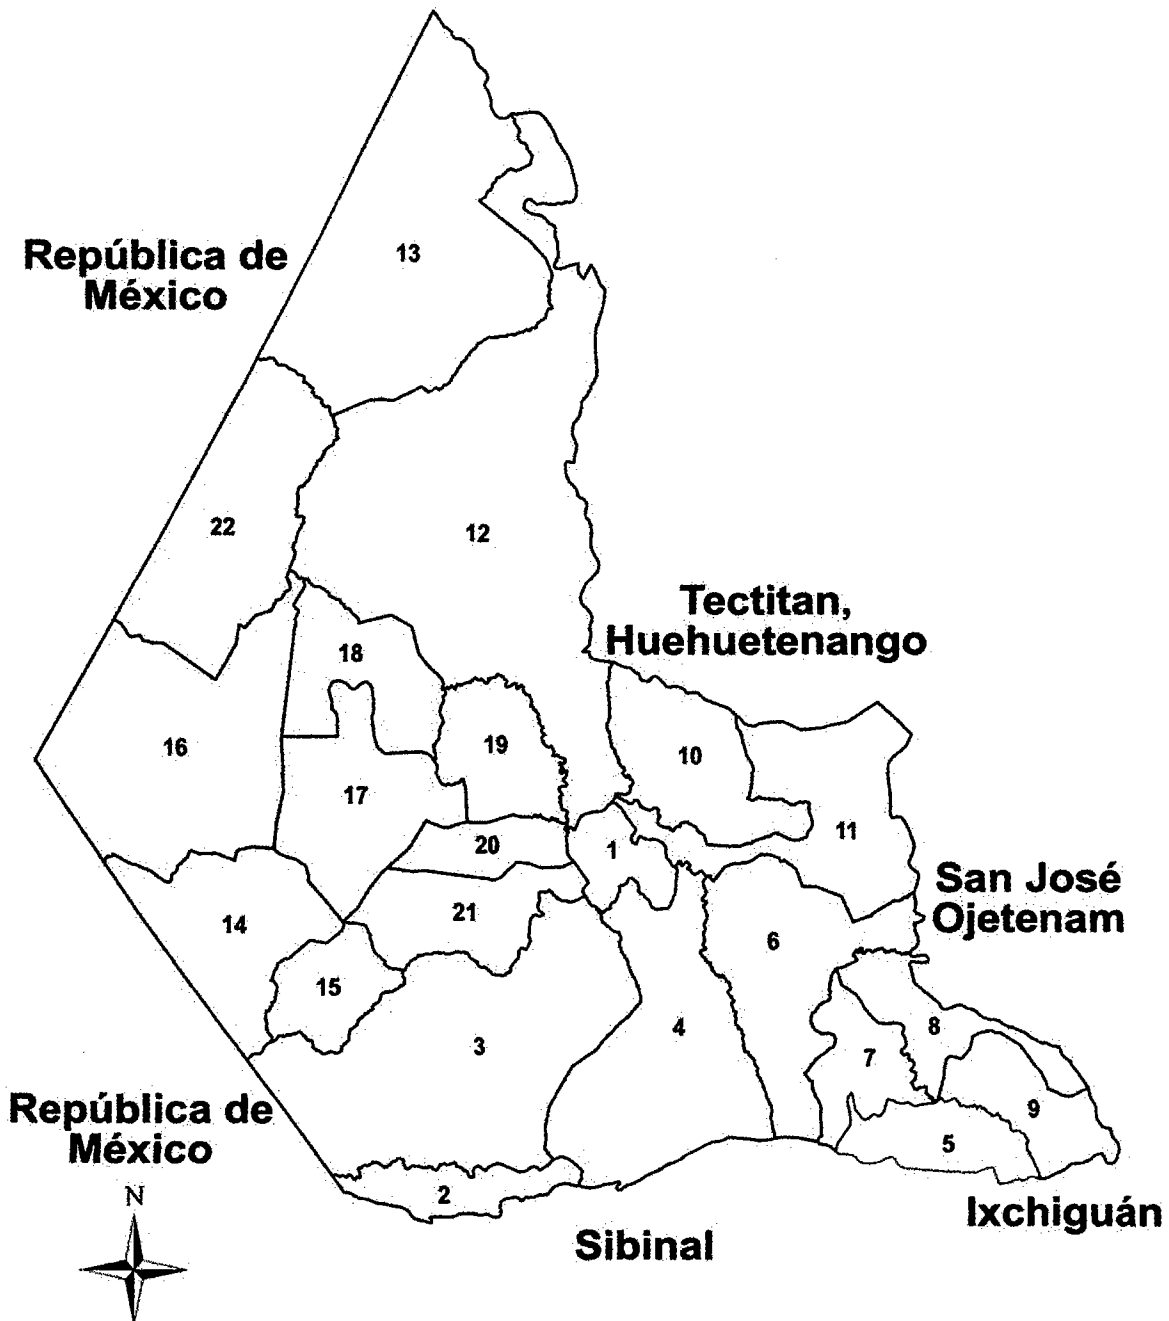 República de
México
13
22
12
Tectitan,
Huehuetenango
18
16
19
10
17
11
20
1
San José
Ojetenam
21
14
6
15
4
8
3
7
9
5
República de
México
2
N
Ixchiguán
Sibinal